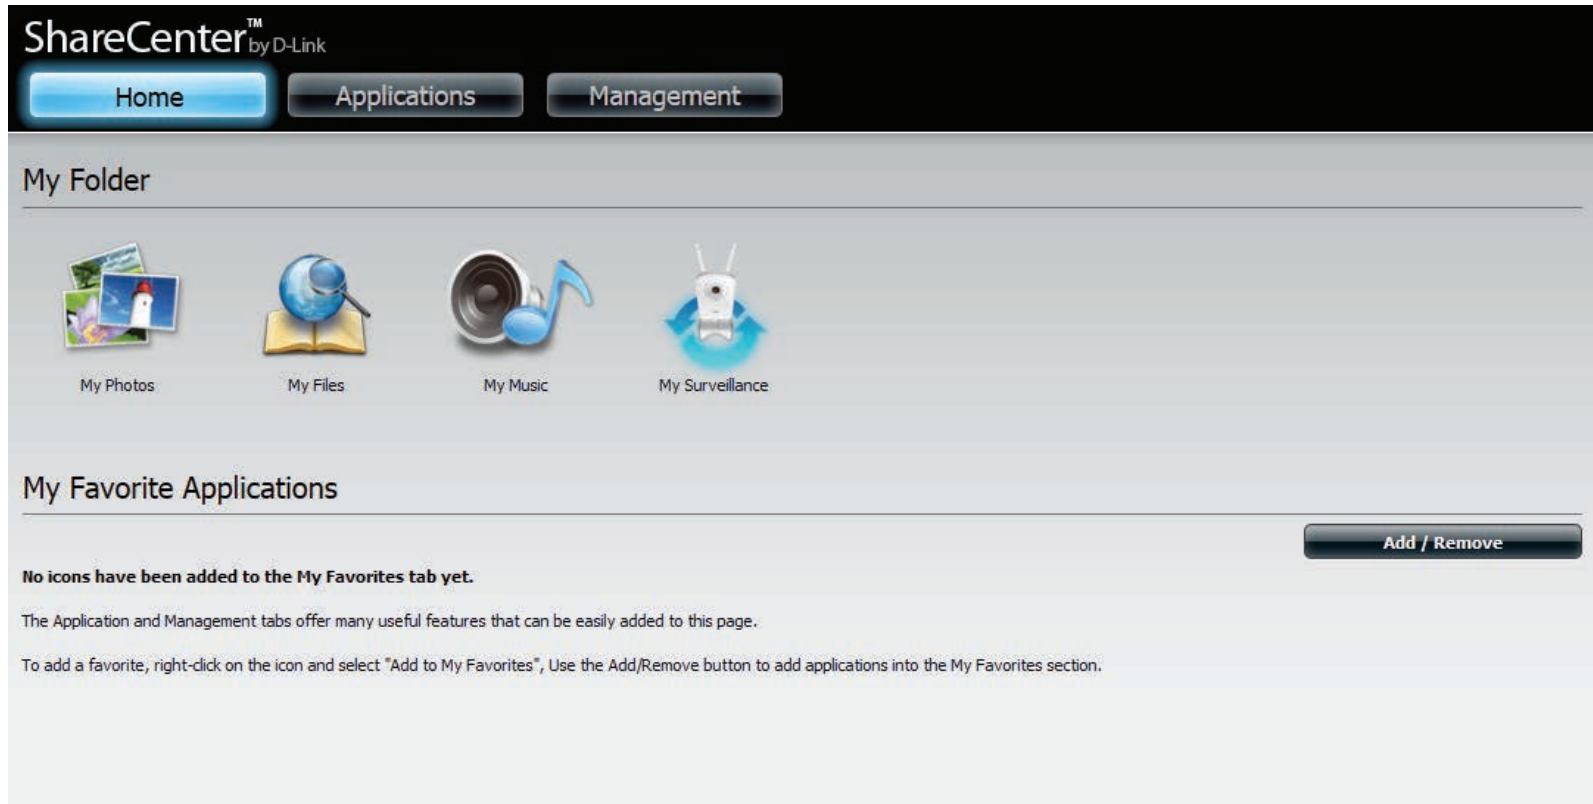 ShareCenter™ by D-Link
Home Applications Management
My Folder
My Photos My Files My Music My Surveillance
My Favorite Applications
Add / Remove
No icons have been added to the My Favorites tab yet.
The Application and Management tabs offer many useful features that can be easily added to this page.
To add a favorite, right-click on the icon and select "Add to My Favorites", Use the Add/Remove button to add applications into the My Favorites section.